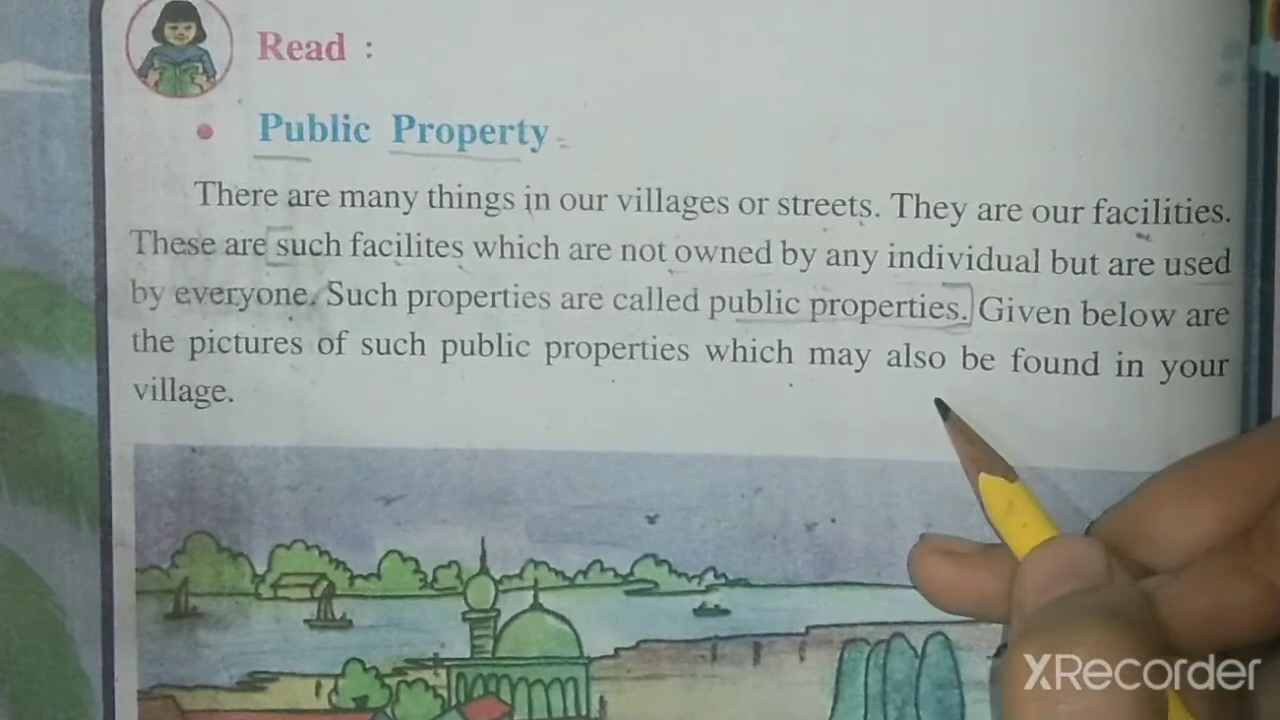 Read :
• Public Property
There are many things in our villages or streets. They are our facilities.
These are such facilites which are not owned by any individual but are used
by everyone. Such properties are called public properties. Given below are
the pictures of such public properties which may also be found in your
village.
XRecorder